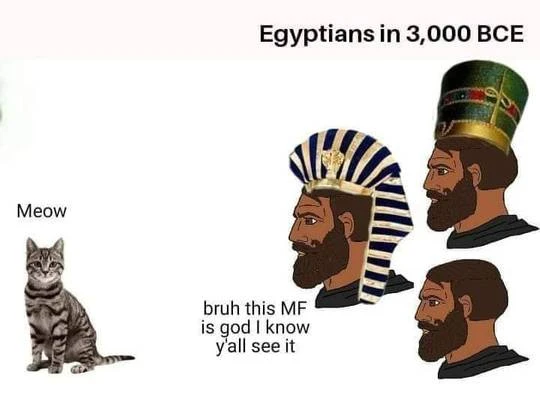 Egyptians in 3,000 BCE
Meow
bruh this MF
is god I know
y'all see it